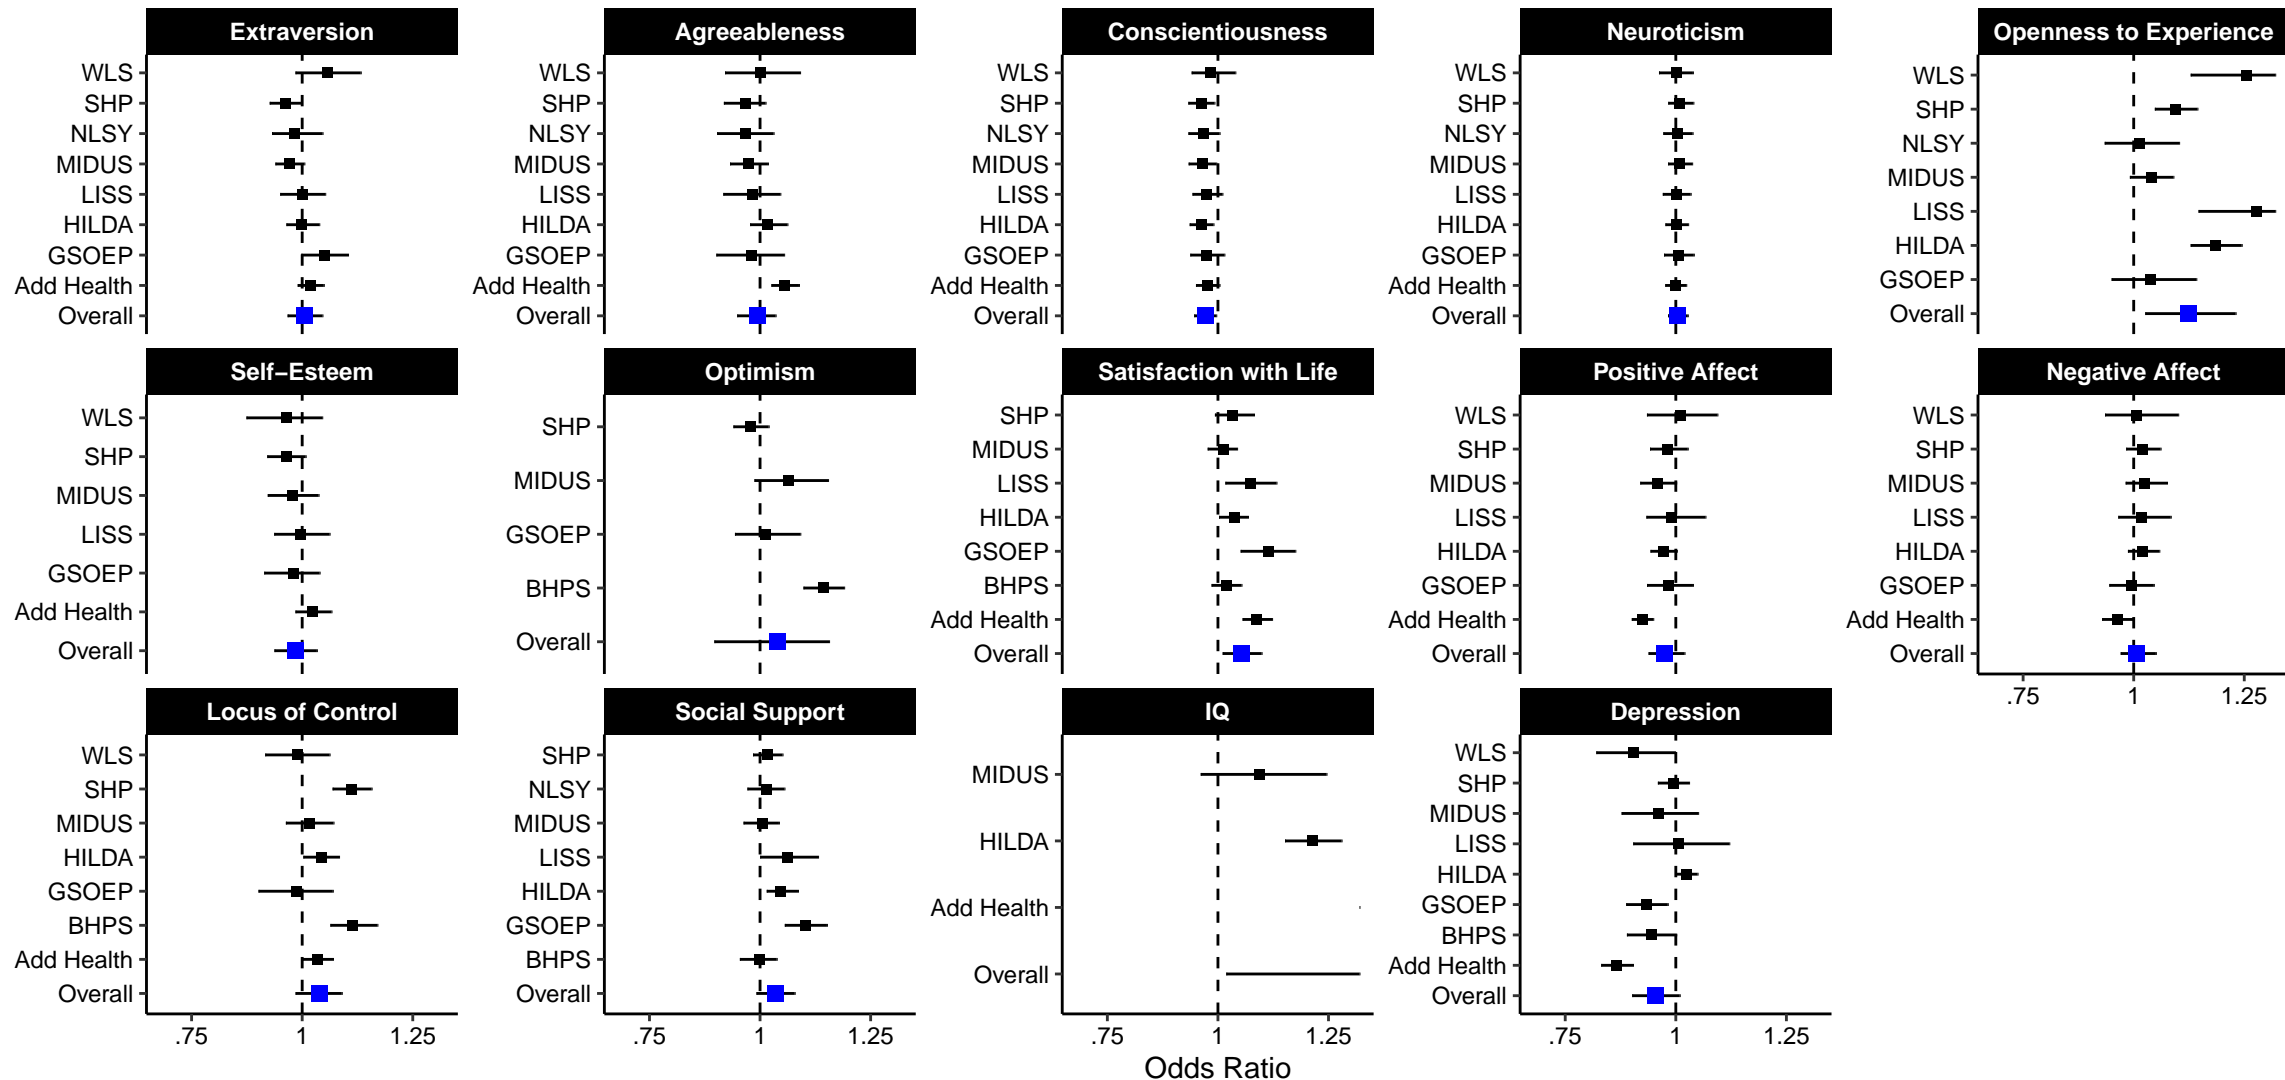 Extraversion
WLS
SHP
NLSY
MIDUS
LISS
HILDA
GSOEP
Add Health
Overall
Agreeableness
WLS
SHP
NLSY
MIDUS
LISS
HILDA
GSOEP
Add Health
Overall
Conscientiousness
WLS
SHP
NLSY
MIDUS
LISS
HILDA
GSOEP
Add Health
Overall
Neuroticism
WLS
SHP
NLSY
MIDUS
LISS
HILDA
GSOEP
Add Health
Overall
Openness to Experience
WLS
SHP
NLSY
MIDUS
LISS
HILDA
GSOEP
Overall
Self−Esteem
WLS
SHP
MIDUS
LISS
GSOEP
Add Health
Overall
Optimism
SHP
MIDUS
GSOEP
BHPS
Overall
Satisfaction with Life
SHP
MIDUS
LISS
HILDA
GSOEP
BHPS
Add Health
Overall
Positive Affect
WLS
SHP
MIDUS
LISS
HILDA
GSOEP
Add Health
Overall
Negative Affect
WLS
SHP
MIDUS
LISS
HILDA
GSOEP
Add Health
Overall
.75 1 1.25
Locus of Control
WLS
SHP
MIDUS
HILDA
GSOEP
BHPS
Add Health
Overall
.75 1 1.25
Social Support
SHP
NLSY
MIDUS
LISS
HILDA
GSOEP
BHPS
Overall
.75 1 1.25
IQ
MIDUS
HILDA
Add Health
Overall
.75 1 1.25
Depression
WLS
SHP
MIDUS
LISS
HILDA
GSOEP
BHPS
Add Health
Overall
.75 1 1.25
Odds Ratio